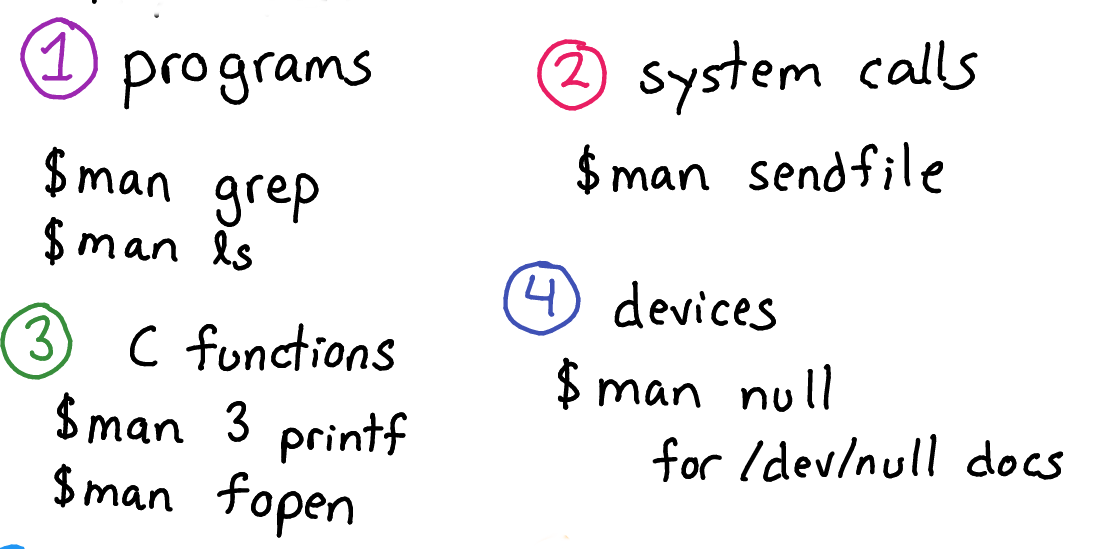 1 programs
$man grep
$man ls
2 system calls
$man sendfile
3 C functions
$man 3 printf
$man fopen
4 devices
$man null
for /dev/null docs